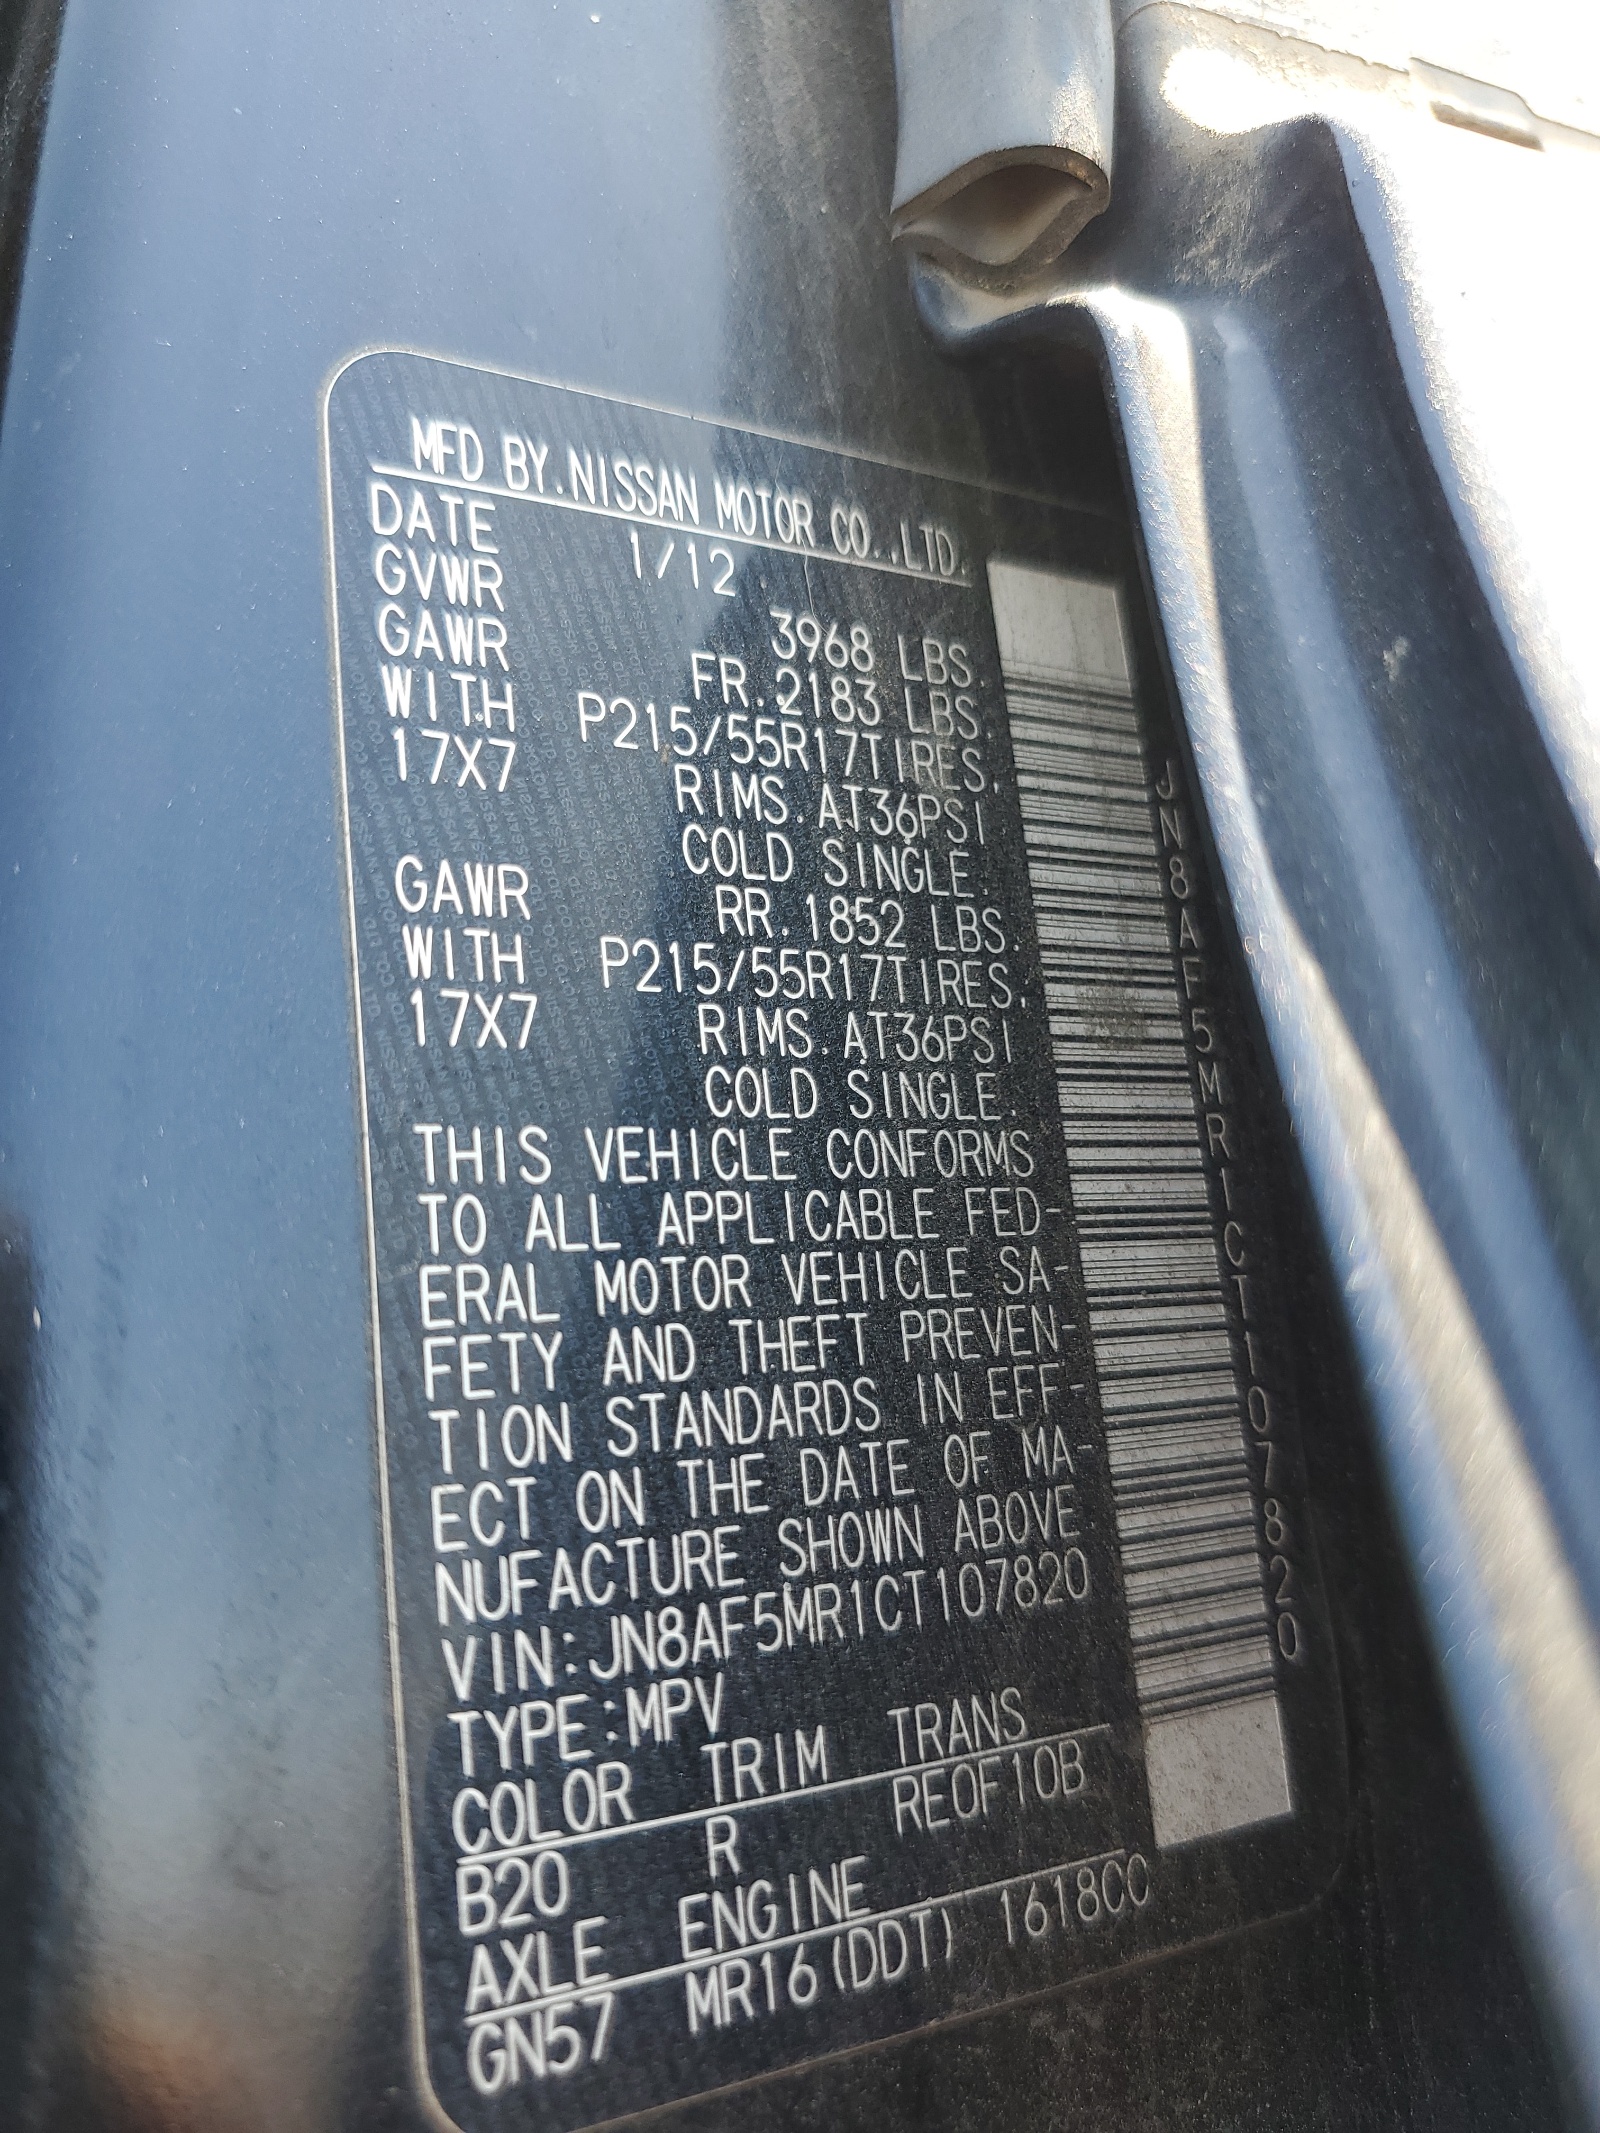 MFD BY.NISSAN MOTOR CO.,LTD.
DATE 1/12
GVWR 3968 LBS.
GAWR FR.2183 LBS.
WITH P215/55R17TIRES.
17X7 RIMS.AT36PSI
COLD SINGLE.
GAWR RR.1852 LBS.
WITH P215/55R17TIRES.
17X7 RIMS.AT36PSI
COLD SINGLE.
THIS VEHICLE CONFORMS
TO ALL APPLICABLE FED-
ERAL MOTOR VEHICLE SA-
FETY AND THEFT PREVEN-
TION STANDARDS IN EFF-
ECT ON THE DATE OF MA-
NUFACTURE SHOWN ABOVE.
VIN:JN8AF5MR1CT107820
TYPE:MPV
COLOR TRIM TRANS
B20 R RE0F10B
AXLE ENGINE
GN57 MR16(DDT) 1618CC
JN8AF5MR1CT107820